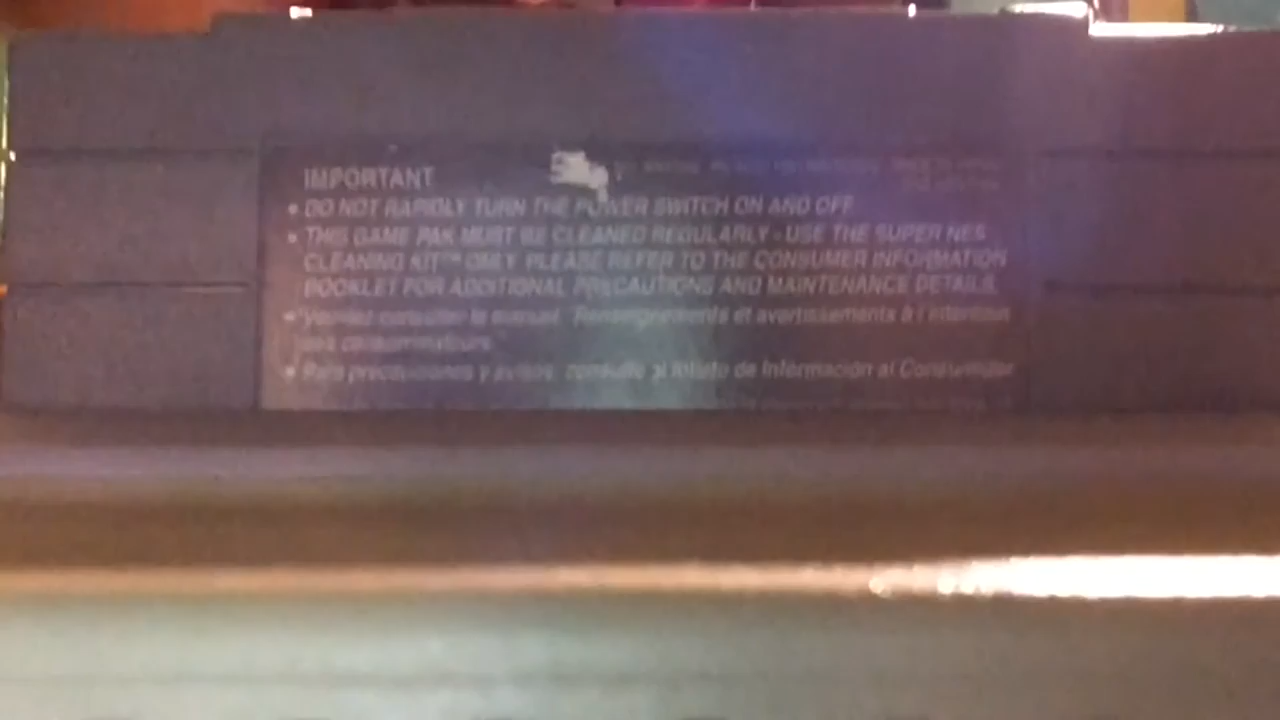 IMPORTANT
• DO NOT RAPIDLY TURN THE POWER SWITCH ON AND OFF
• THIS GAME PAK MUST BE CLEANED REGULARLY - USE THE SUPER NES
CLEANING KIT™ ONLY. PLEASE REFER TO THE CONSUMER INFORMATION
BOOKLET FOR ADDITIONAL PRECAUTIONS AND MAINTENANCE DETAILS.
• "Veuillez consulter le manuel "Renseignements et avertissements à l'intention
des consommateurs."
• Para precauciones y avisos, consulte al folleto de Información al Consumidor